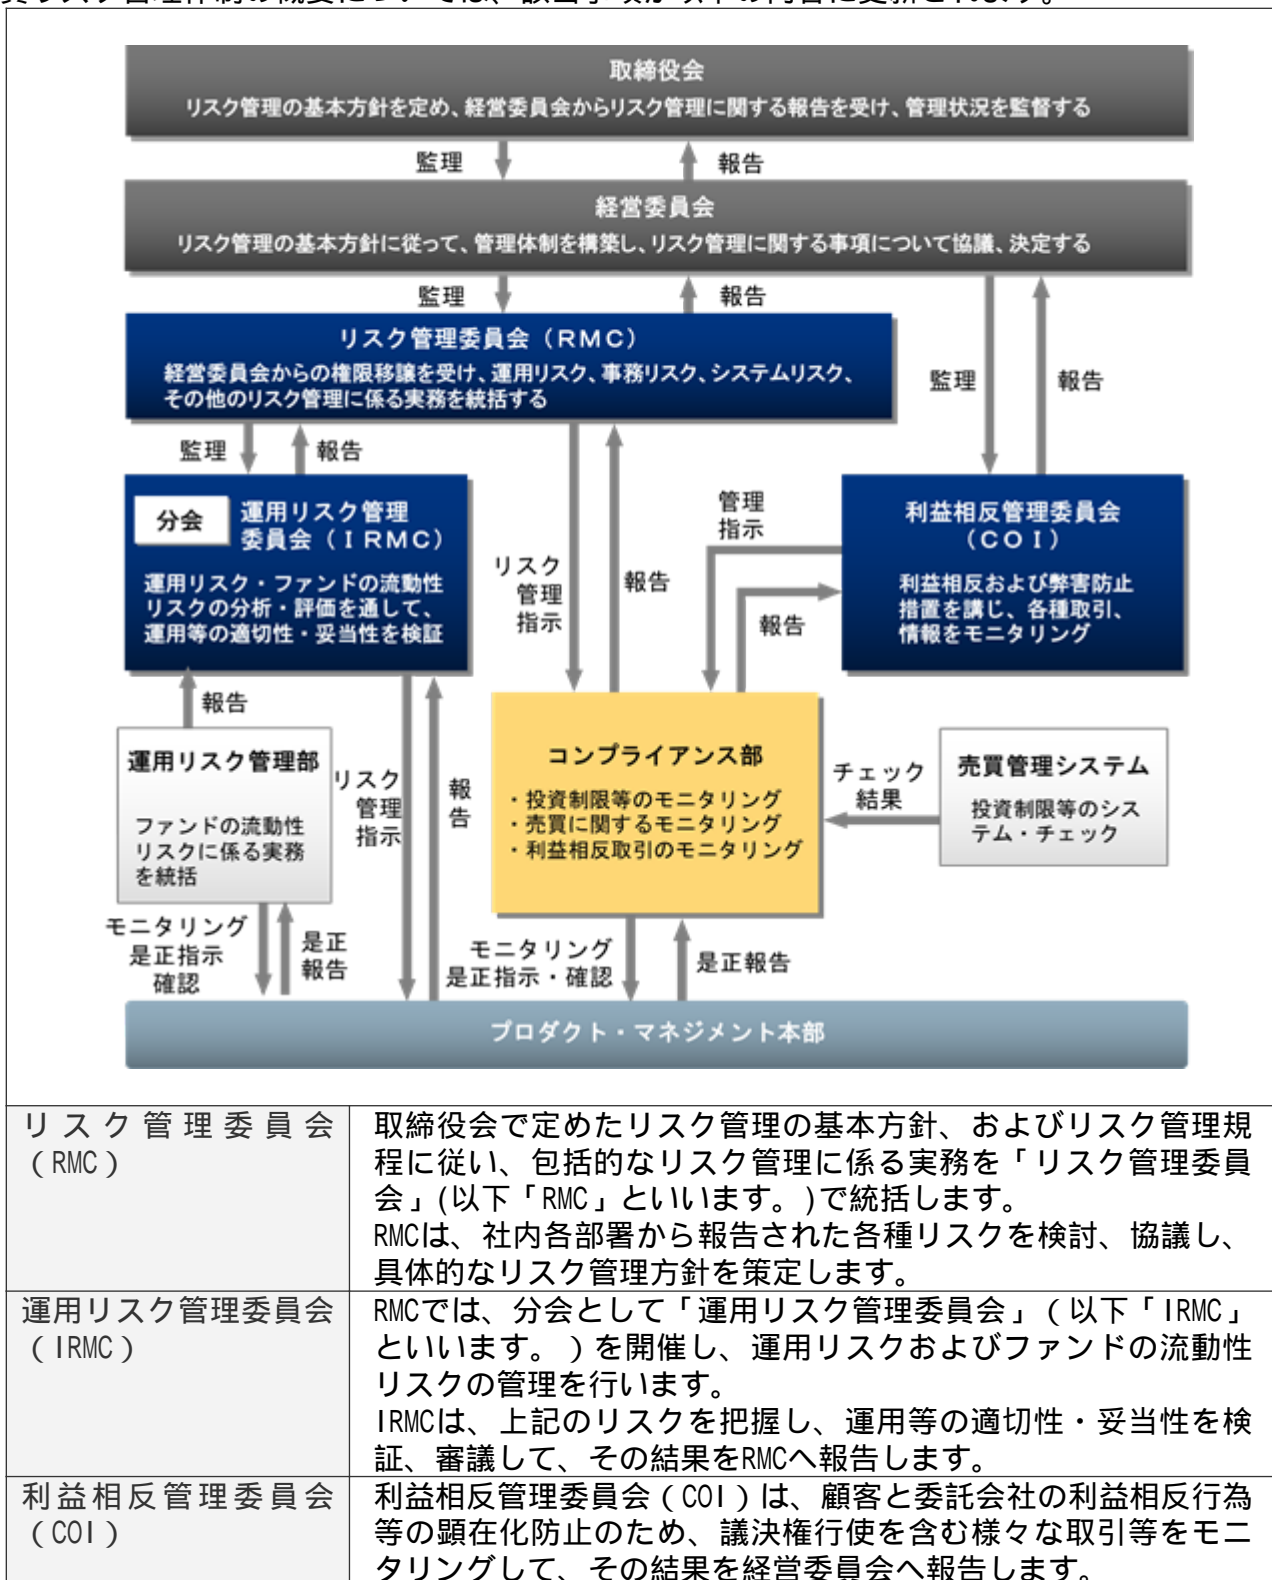 取締役会
リスク管理の基本方針を定め、経営委員会からリスク管理に関する報告を受け、管理状況を監督する
監理
報告
経営委員会
リスク管理の基本方針に従って、管理体制を構築し、リスク管理に関する事項について協議、決定する
監理
報告
リスク管理委員会（RMC）
経営委員会からの権限移譲を受け、運用リスク、事務リスク、システムリスク、
その他のリスク管理に係る実務を統括する
監理
報告
監理
報告
分会
運用リスク管理
委員会（IRMC）
運用リスク・ファンドの流動性
リスクの分析・評価を通して、
運用等の適切性・妥当性を検証
リスク
管理
指示
報告
管理
指示
報告
利益相反管理委員会
（COI）
利益相反および弊害防止
措置を講じ、各種取引、
情報をモニタリング
報告
運用リスク管理部
ファンドの流動性
リスクに係る実務
を統括
リスク
管理
指示
報
告
コンプライアンス部
・投資制限等のモニタリング
・売買に関するモニタリング
・利益相反取引のモニタリング
チェック
結果
売買管理システム
投資制限等のシス
テム・チェック
モニタリング
是正指示
確認
是正
報告
モニタリング
是正指示・確認
是正報告
プロダクト・マネジメント本部
リスク管理委員会
（RMC）
取締役会で定めたリスク管理の基本方針、およびリスク管理規
程に従い、包括的なリスク管理に係る実務を「リスク管理委員
会」(以下「RMC」といいます。)で統括します。
RMCは、社内各部署から報告された各種リスクを検討、協議し、
具体的なリスク管理方針を策定します。
運用リスク管理委員会
（IRMC）
RMCでは、分会として「運用リスク管理委員会」（以下「IRMC」
といいます。）を開催し、運用リスクおよびファンドの流動性
リスクの管理を行います。
IRMCは、上記のリスクを把握し、運用等の適切性・妥当性を検
証、審議して、その結果をRMCへ報告します。
利益相反管理委員会
（COI）
利益相反管理委員会（COI）は、顧客と委託会社の利益相反行為
等の顕在化防止のため、議決権行使を含む様々な取引等をモニ
タリングして、その結果を経営委員会へ報告します。